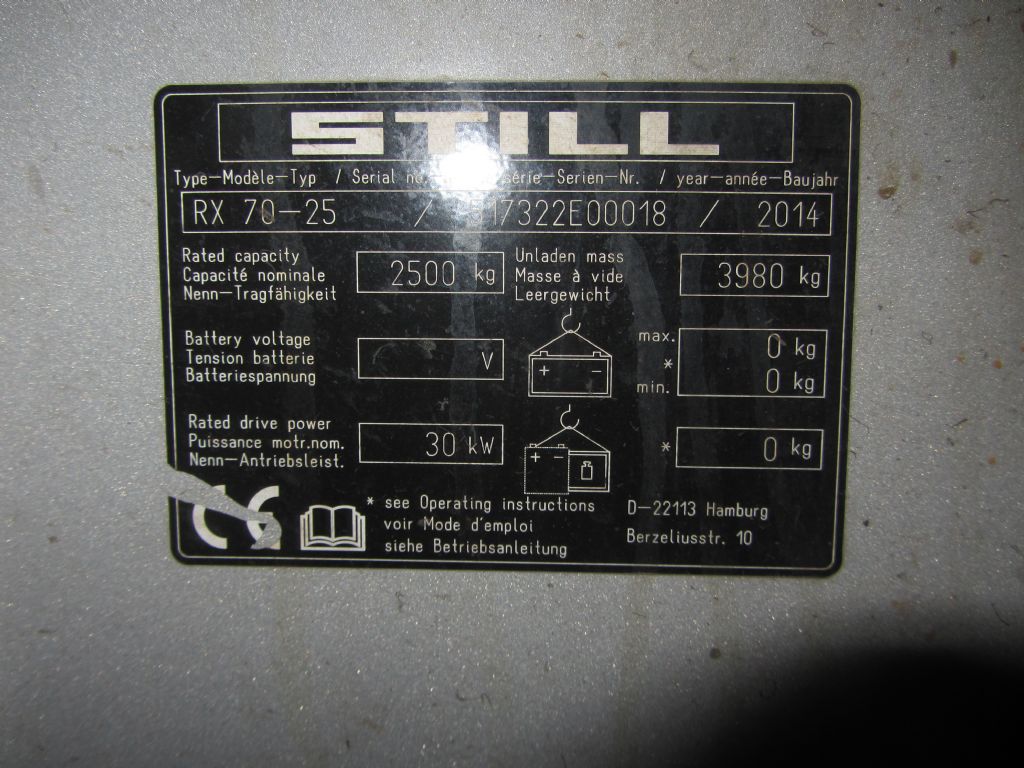 STILL
Type—Modèle—Typ / Serial no. série—Serien—Nr. / year—année—Baujahr
RX 70—25 / 517322E00018 / 2014
Rated capacity
Capacité nominale
Nenn—Tragfähigkeit
2500 kg
Unladen mass
Masse à vide
Leergewicht
3980 kg
Battery voltage
Tension batterie
Batteriespannung
V
+ —
max.
*
min.
0 kg
0 kg
Rated drive power
Puissance motr.nom.
Nenn—Antriebsleist.
30 kW
+ —
* 0 kg
CE
* see Operating instructions
voir Mode d'emploi
siehe Betriebsanleitung
D—22113 Hamburg
Berzeliusstr. 10